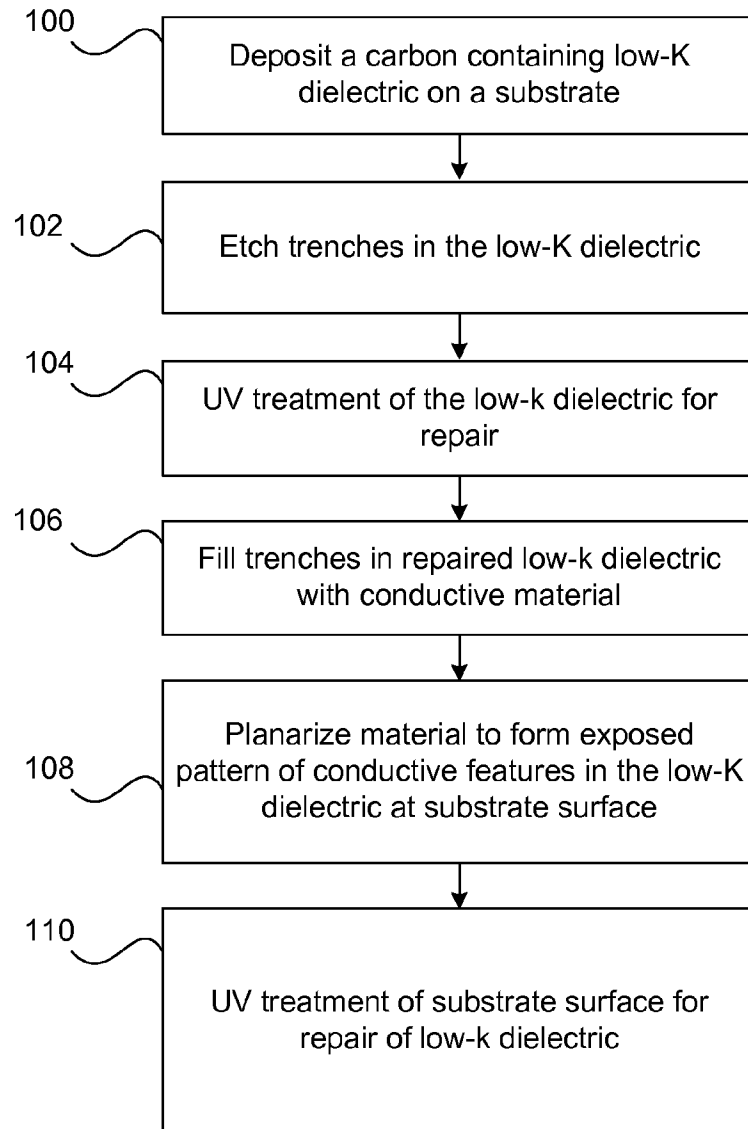 100
Deposit a carbon containing low-K
dielectric on a substrate
102
Etch trenches in the low-K dielectric
104
UV treatment of the low-k dielectric for
repair
106
Fill trenches in repaired low-k dielectric
with conductive material
108
Planarize material to form exposed
pattern of conductive features in the low-K
dielectric at substrate surface
110
UV treatment of substrate surface for
repair of low-k dielectric